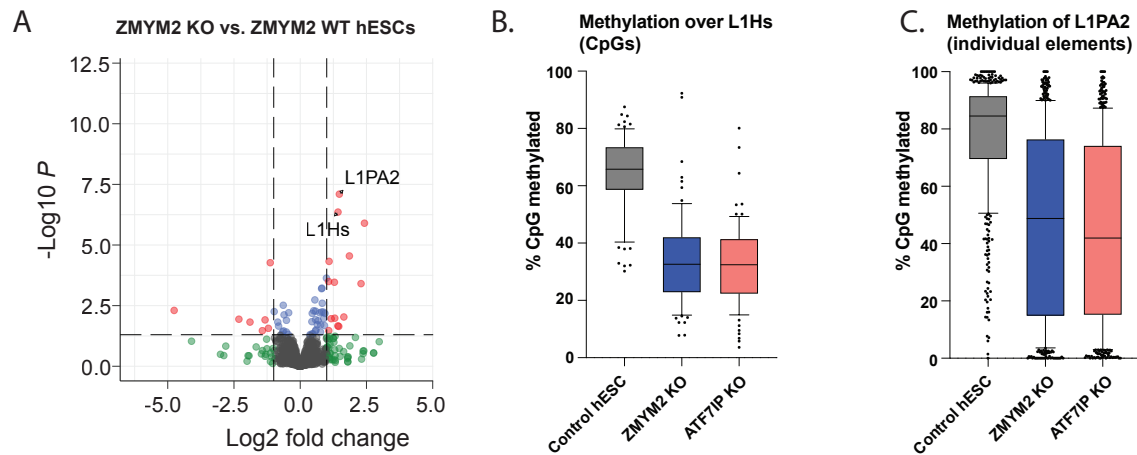 A
ZMYM2 KO vs. ZMYM2 WT hESCs
12.5
10.0
7.5
5.0
2.5
0.0
-Log10 P
L1PA2
L1Hs
-5.0
-2.5
0.0
2.5
5.0
Log2 fold change
B.
Methylation over L1Hs
(CpGs)
100
80
60
40
20
0
% CpG methylated
Control hESC
ZMYM2 KO
ATF7IP KO
C.
Methylation of L1PA2
(individual elements)
100
80
60
40
20
0
% CpG methylated
Control hESC
ZMYM2 KO
ATF7IP KO